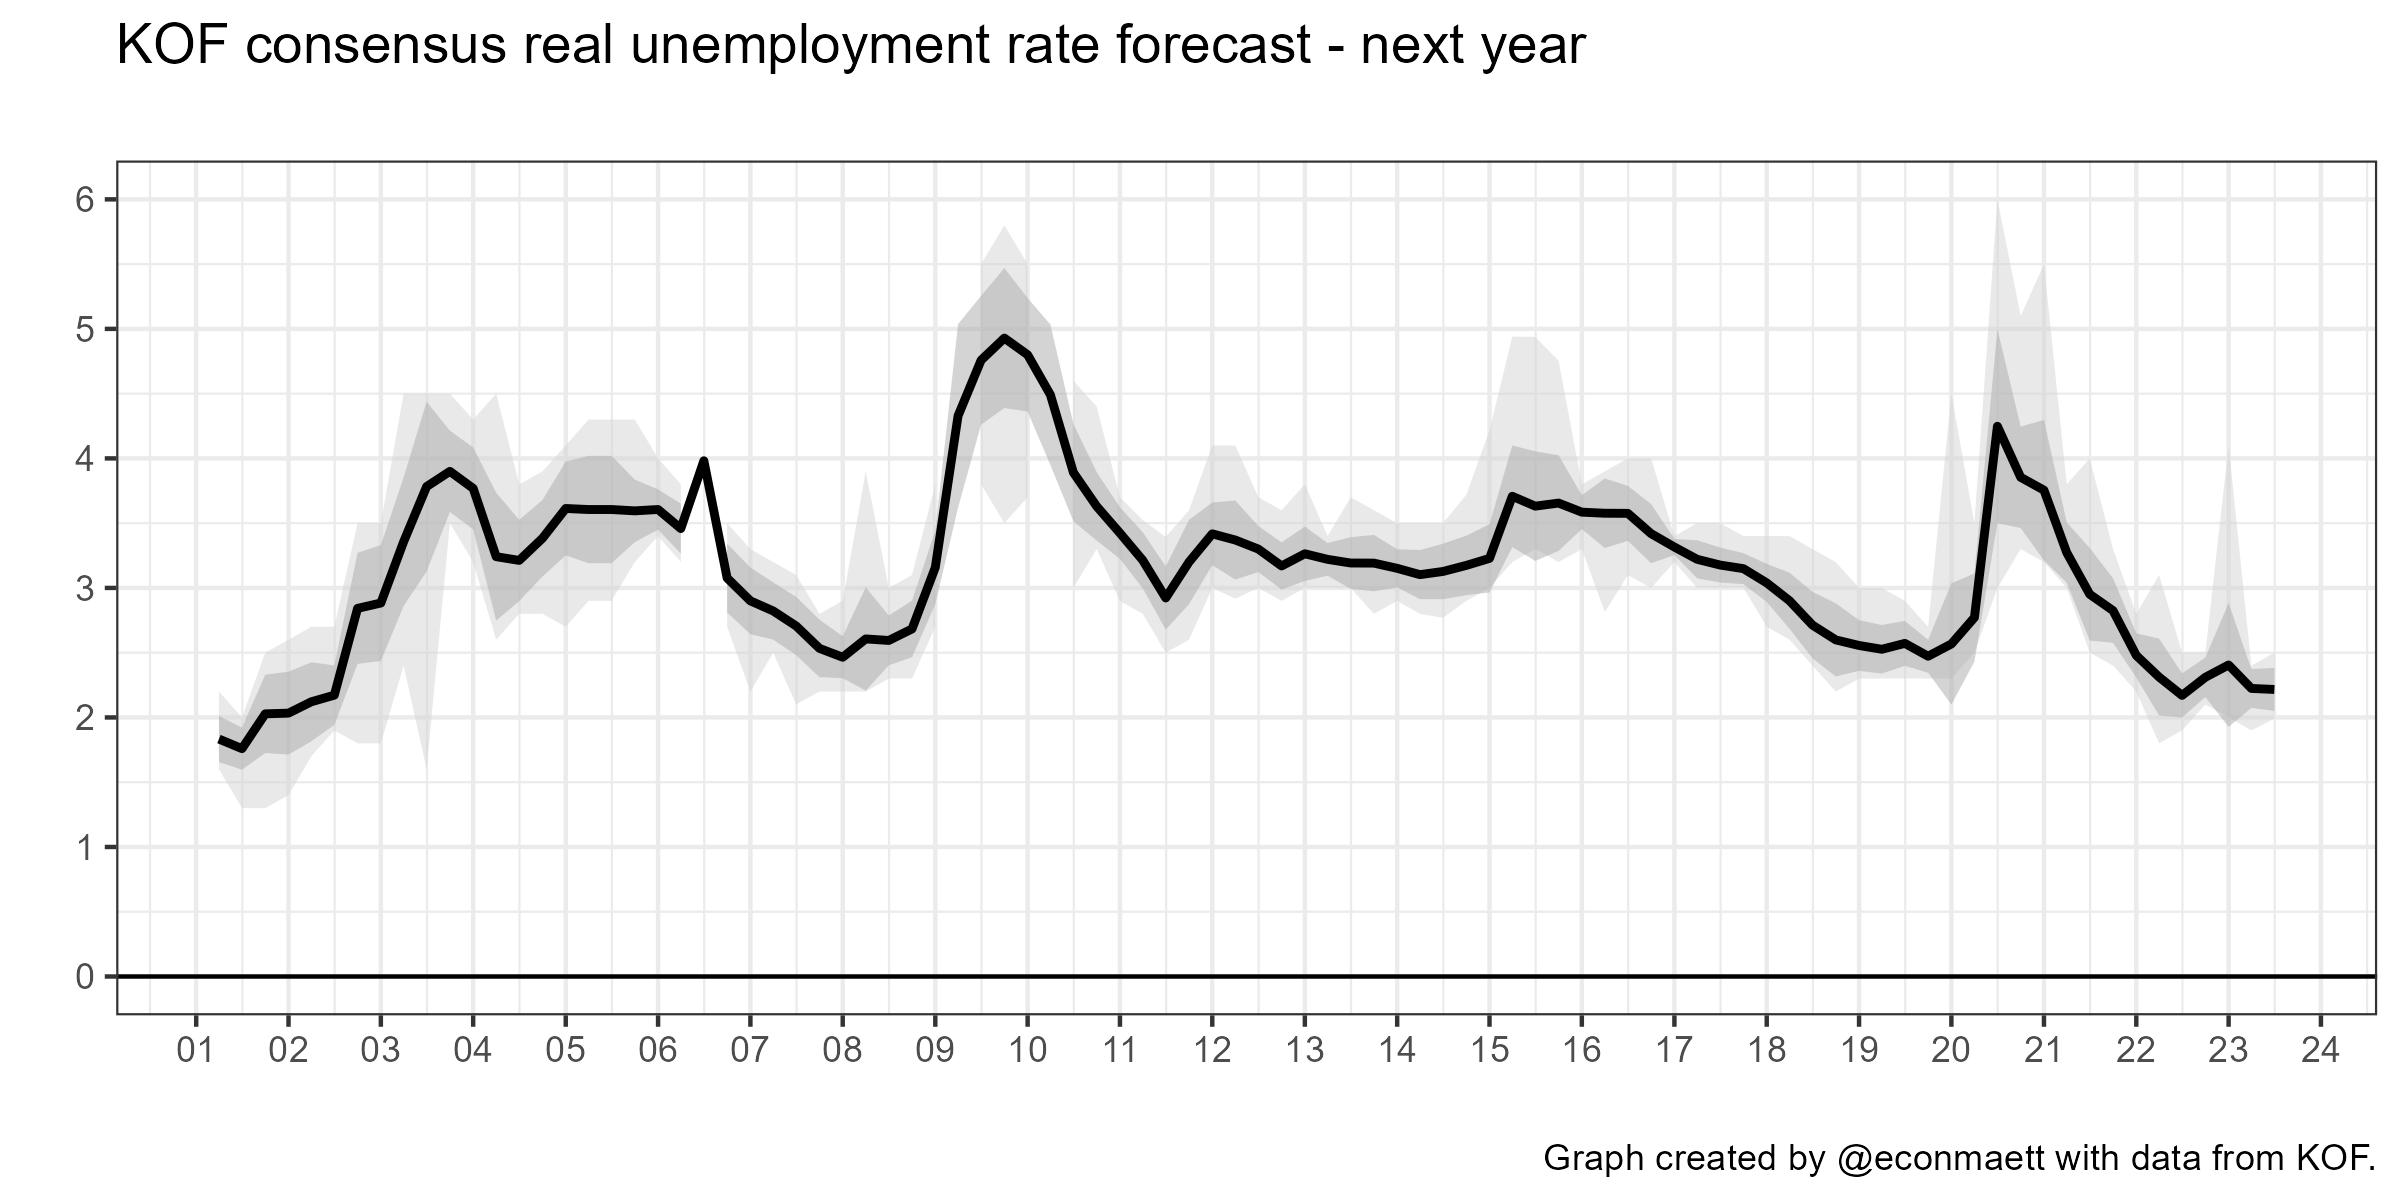 KOF consensus real unemployment rate forecast - next year
6
5
4
3
2
1
0
01 02 03 04 05 06 07 08 09 10 11 12 13 14 15 16 17 18 19 20 21 22 23 24
Graph created by @econmaett with data from KOF.